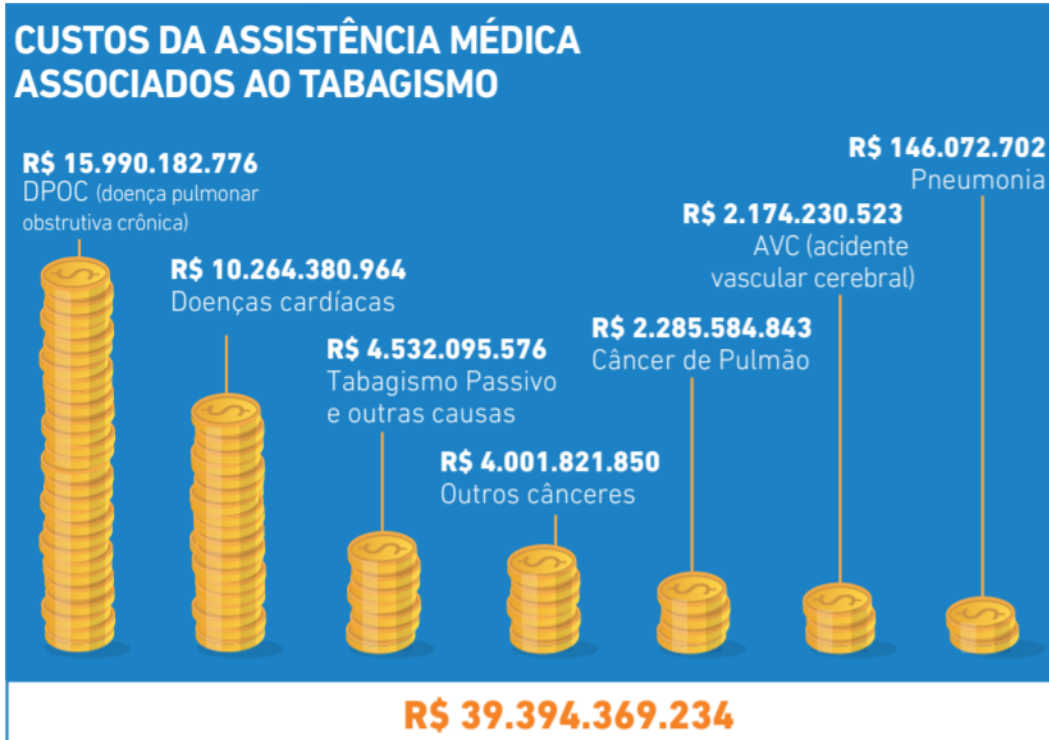 CUSTOS DA ASSISTÊNCIA MÉDICA
ASSOCIADOS AO TABAGISMO
R$ 15.990.182.776
DPOC (doença pulmonar
obstrutiva crônica)
R$ 10.264.380.964
Doenças cardíacas
R$ 4.532.095.576
Tabagismo Passivo
e outras causas
R$ 4.001.821.850
Outros cânceres
R$ 2.285.584.843
Câncer de Pulmão
R$ 2.174.230.523
AVC (acidente
vascular cerebral)
R$ 146.072.702
Pneumonia
R$ 39.394.369.234